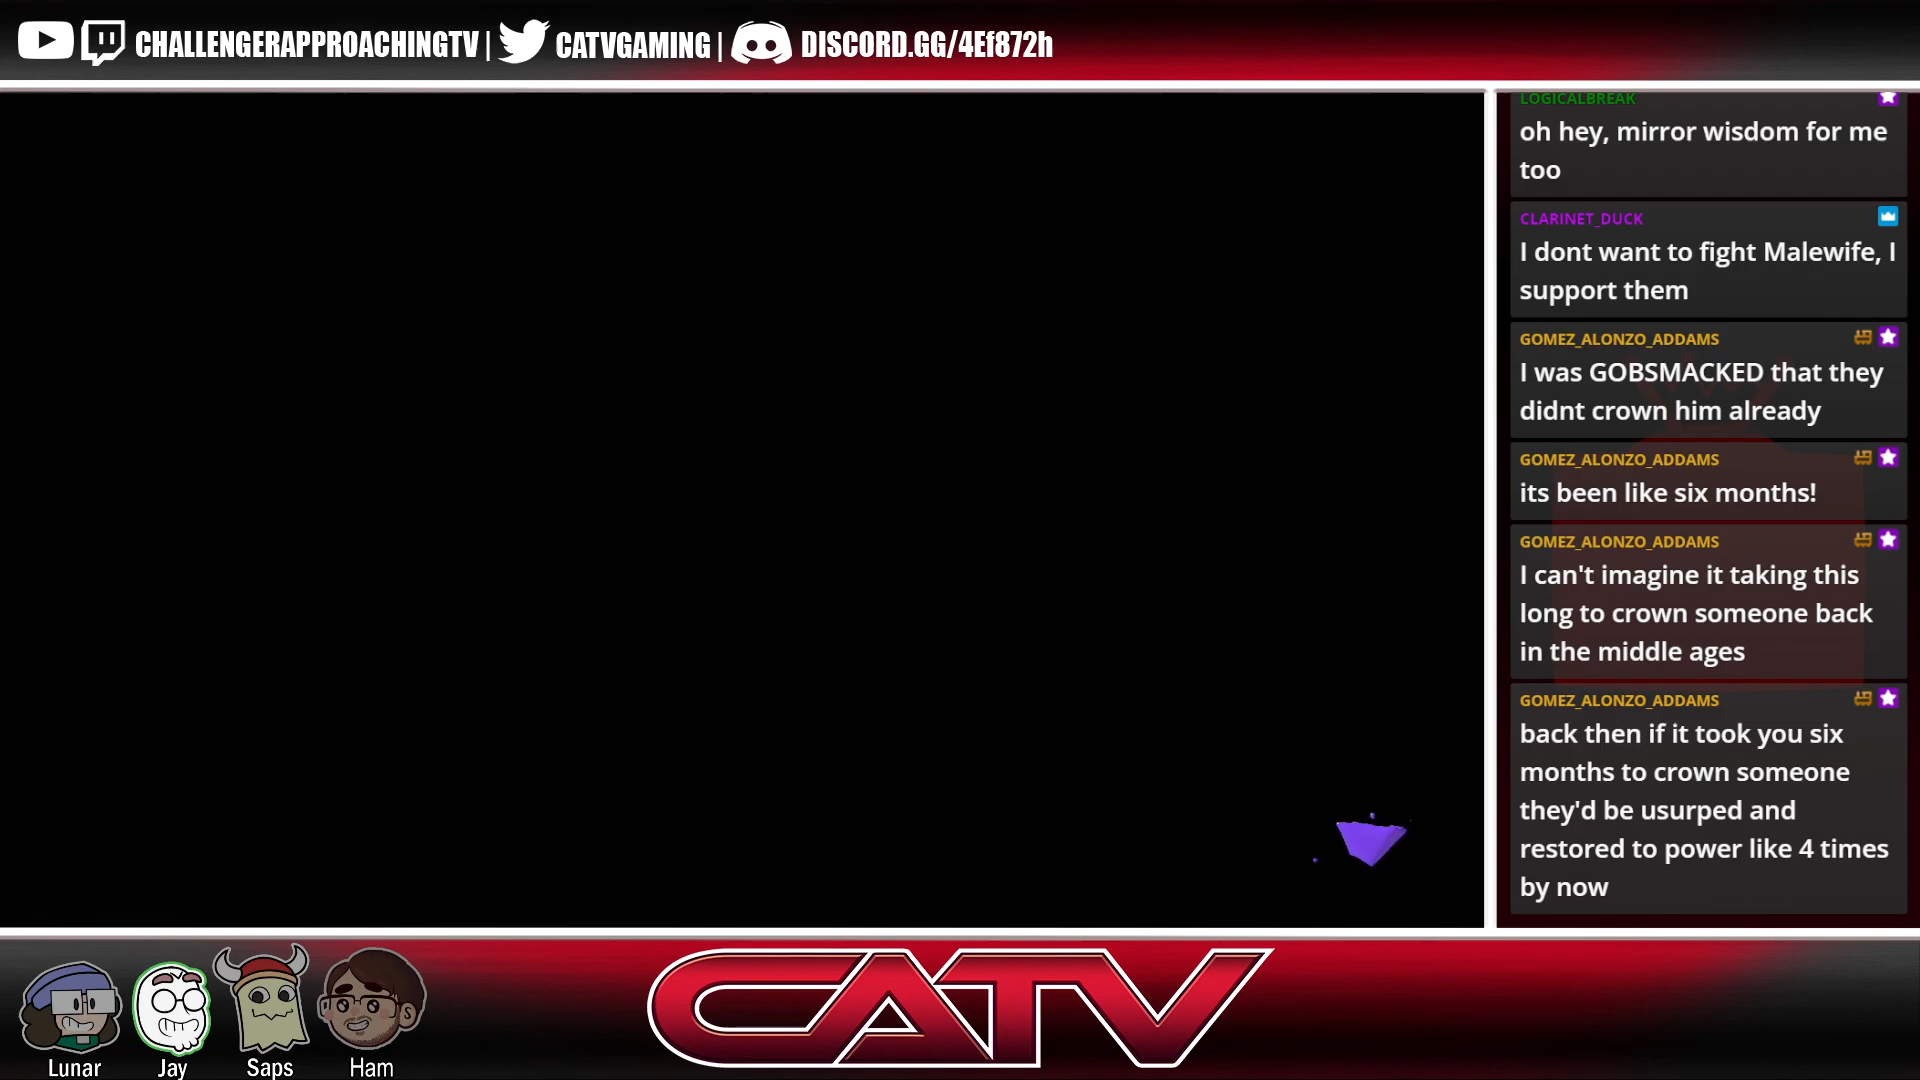 CHALLENGERAPPROACHINGTV | CATVGAMING | DISCORD.GG/4Ef872h
LOGICALBREAK
oh hey, mirror wisdom for me
too
CLARINET_DUCK
I dont want to fight Malewife, I
support them
GOMEZ_ALONZO_ADDAMS
I was GOBSMACKED that they
didnt crown him already
GOMEZ_ALONZO_ADDAMS
its been like six months!
GOMEZ_ALONZO_ADDAMS
I can't imagine it taking this
long to crown someone back
in the middle ages
GOMEZ_ALONZO_ADDAMS
back then if it took you six
months to crown someone
they'd be usurped and
restored to power like 4 times
by now
CATV
Lunar Jay Saps Ham